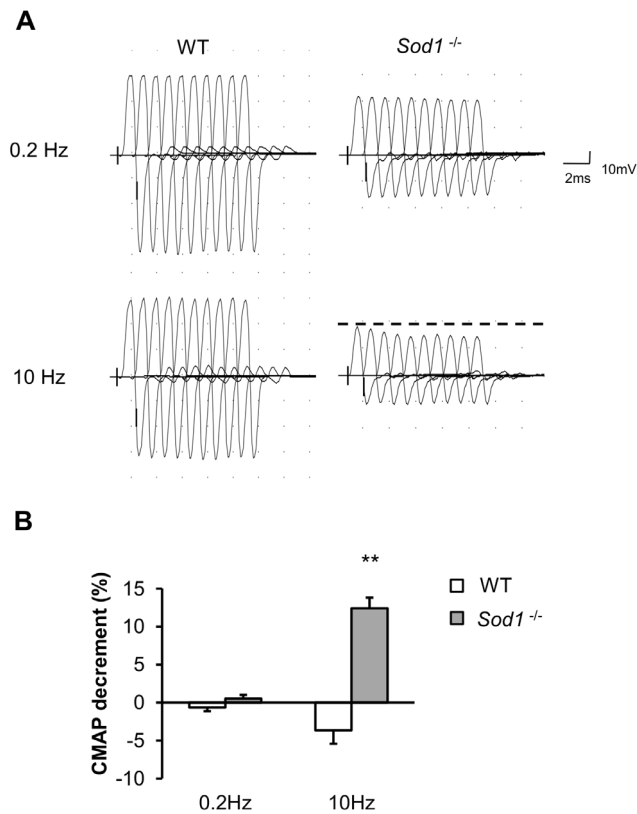 A
WT
Sod1 -/-
0.2 Hz
2ms
10mV
10 Hz
B
**
CMAP decrement (%)
15
10
5
0
-5
-10
0.2Hz
10Hz
WT
Sod1 -/-